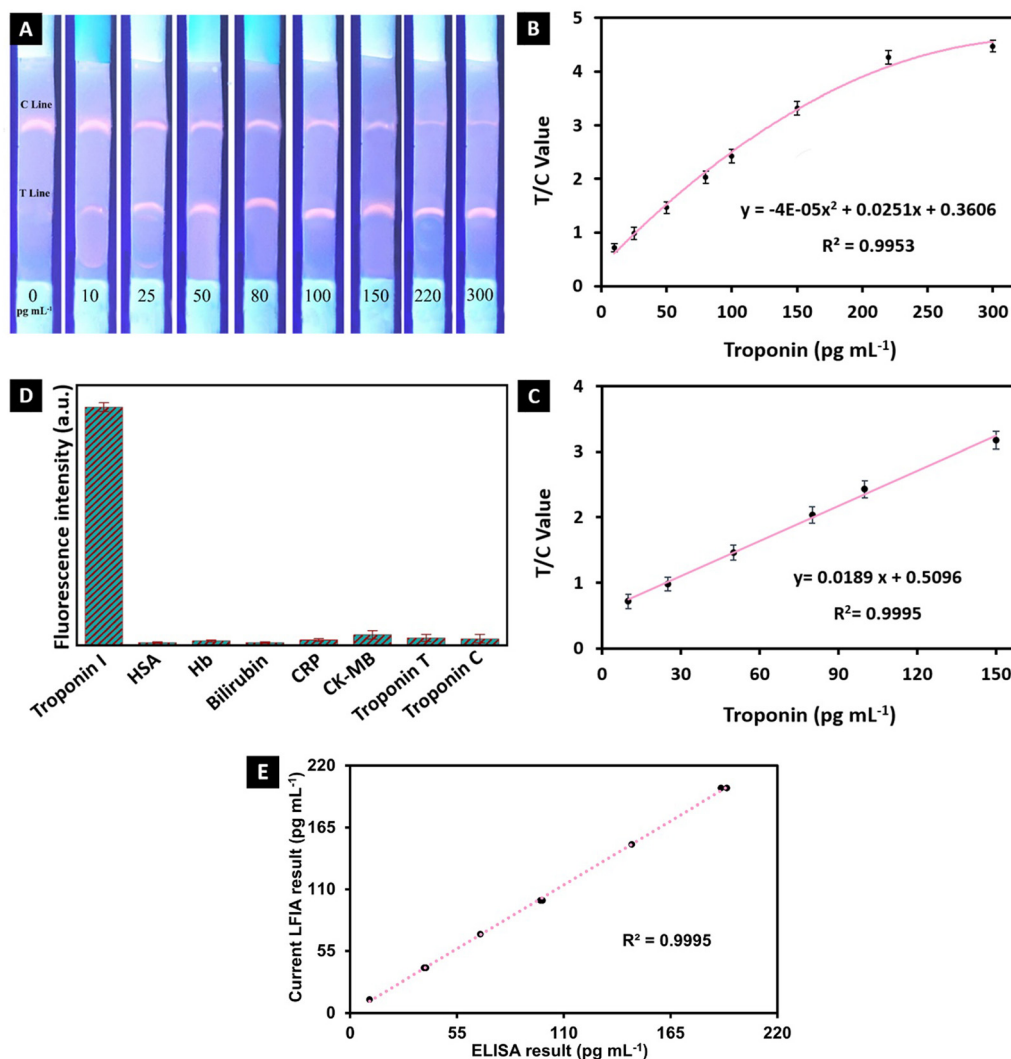 A
C Line
T Line
0 10 25 50 80 100 150 220 300
pg mL⁻¹
B
T/C Value
5
4
3
2
1
0
y = -4E-05x² + 0.0251x + 0.3606
R² = 0.9953
0 50 100 150 200 250 300
Troponin (pg mL⁻¹)
D
Fluorescence intensity (a.u.)
Troponin I
HSA
Hb
Bilirubin
CRP
CK-MB
Troponin T
Troponin C
C
T/C Value
4
3
2
1
0
y= 0.0189 x + 0.5096
R²= 0.9995
0 30 60 90 120 150
Troponin (pg mL⁻¹)
E
Current LFIA result (pg mL⁻¹)
220
165
110
55
0
R² = 0.9995
0 55 110 165 220
ELISA result (pg mL⁻¹)